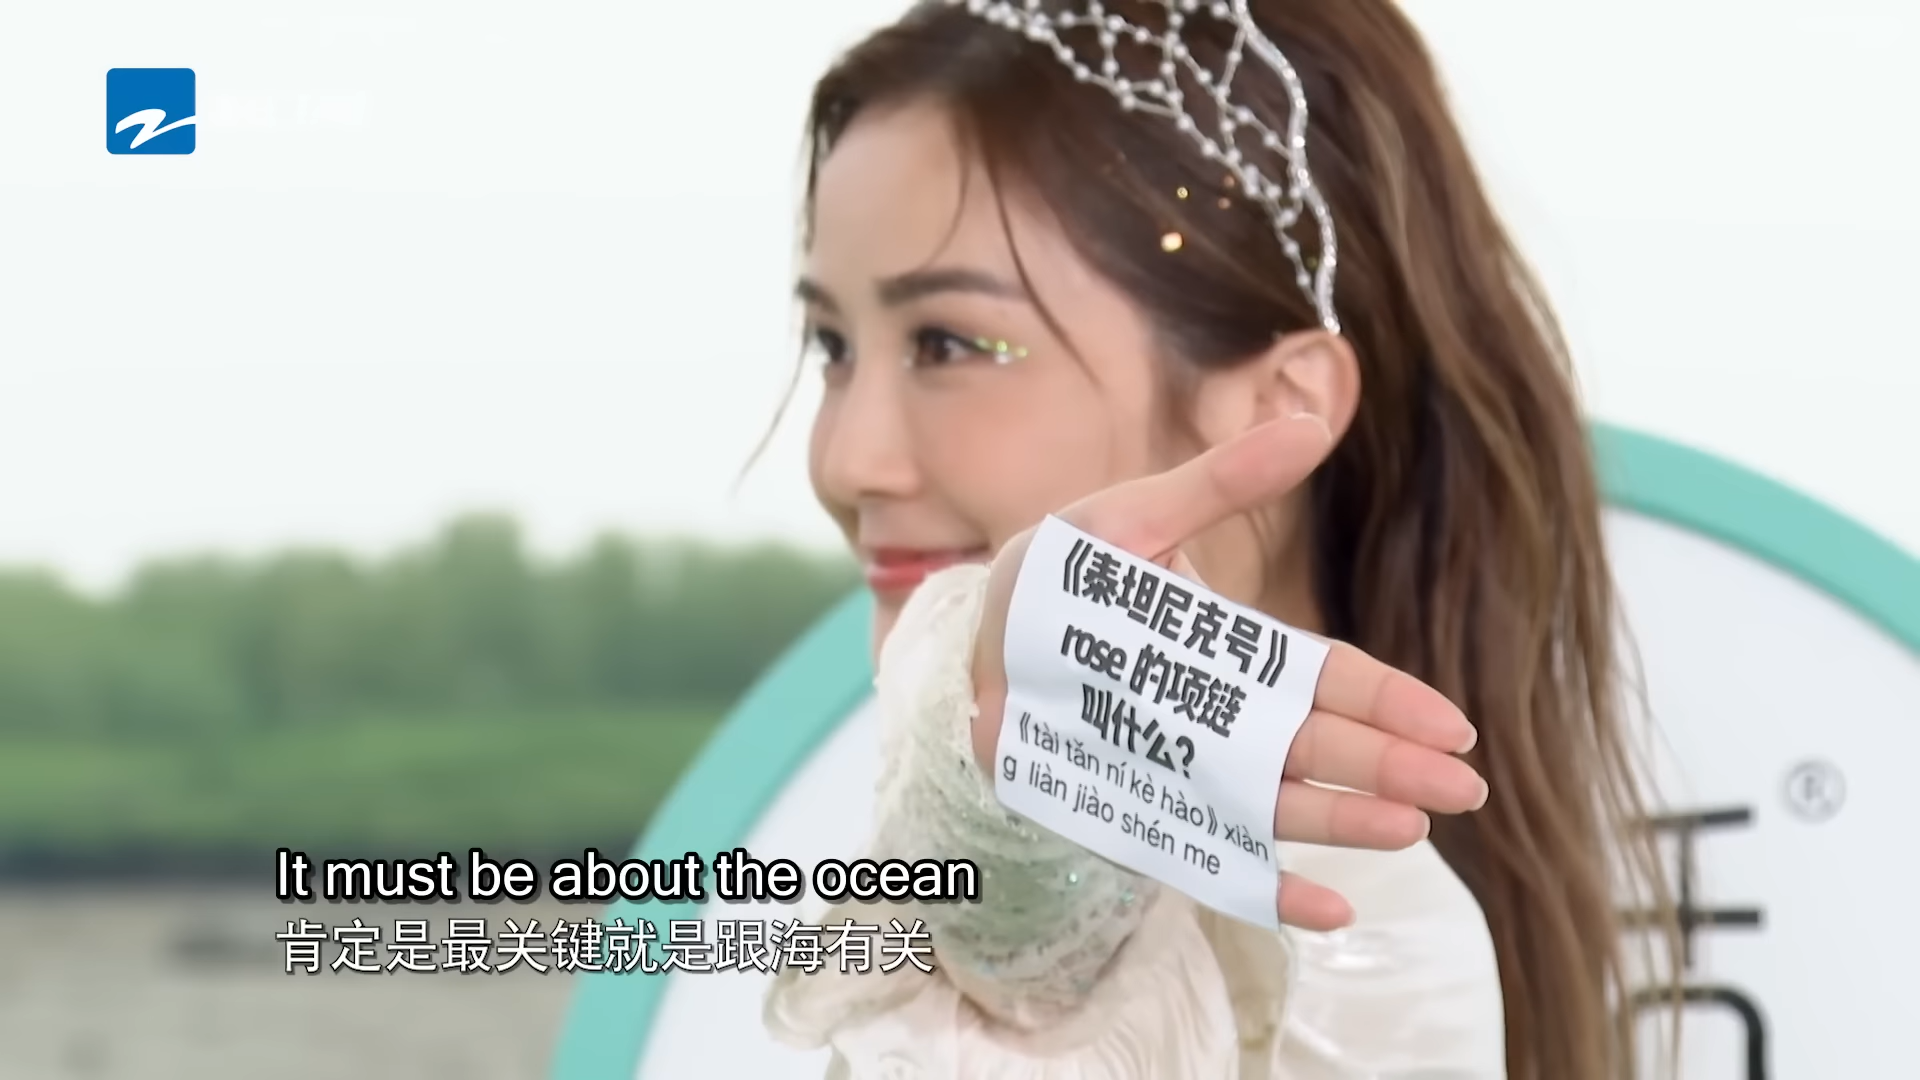 《泰坦尼克号》
rose 的项链
叫什么?
《tài tǎn ní kè hào》xiàn
g liàn jiào shén me
®
It must be about the ocean
肯定是最关键就是跟海有关